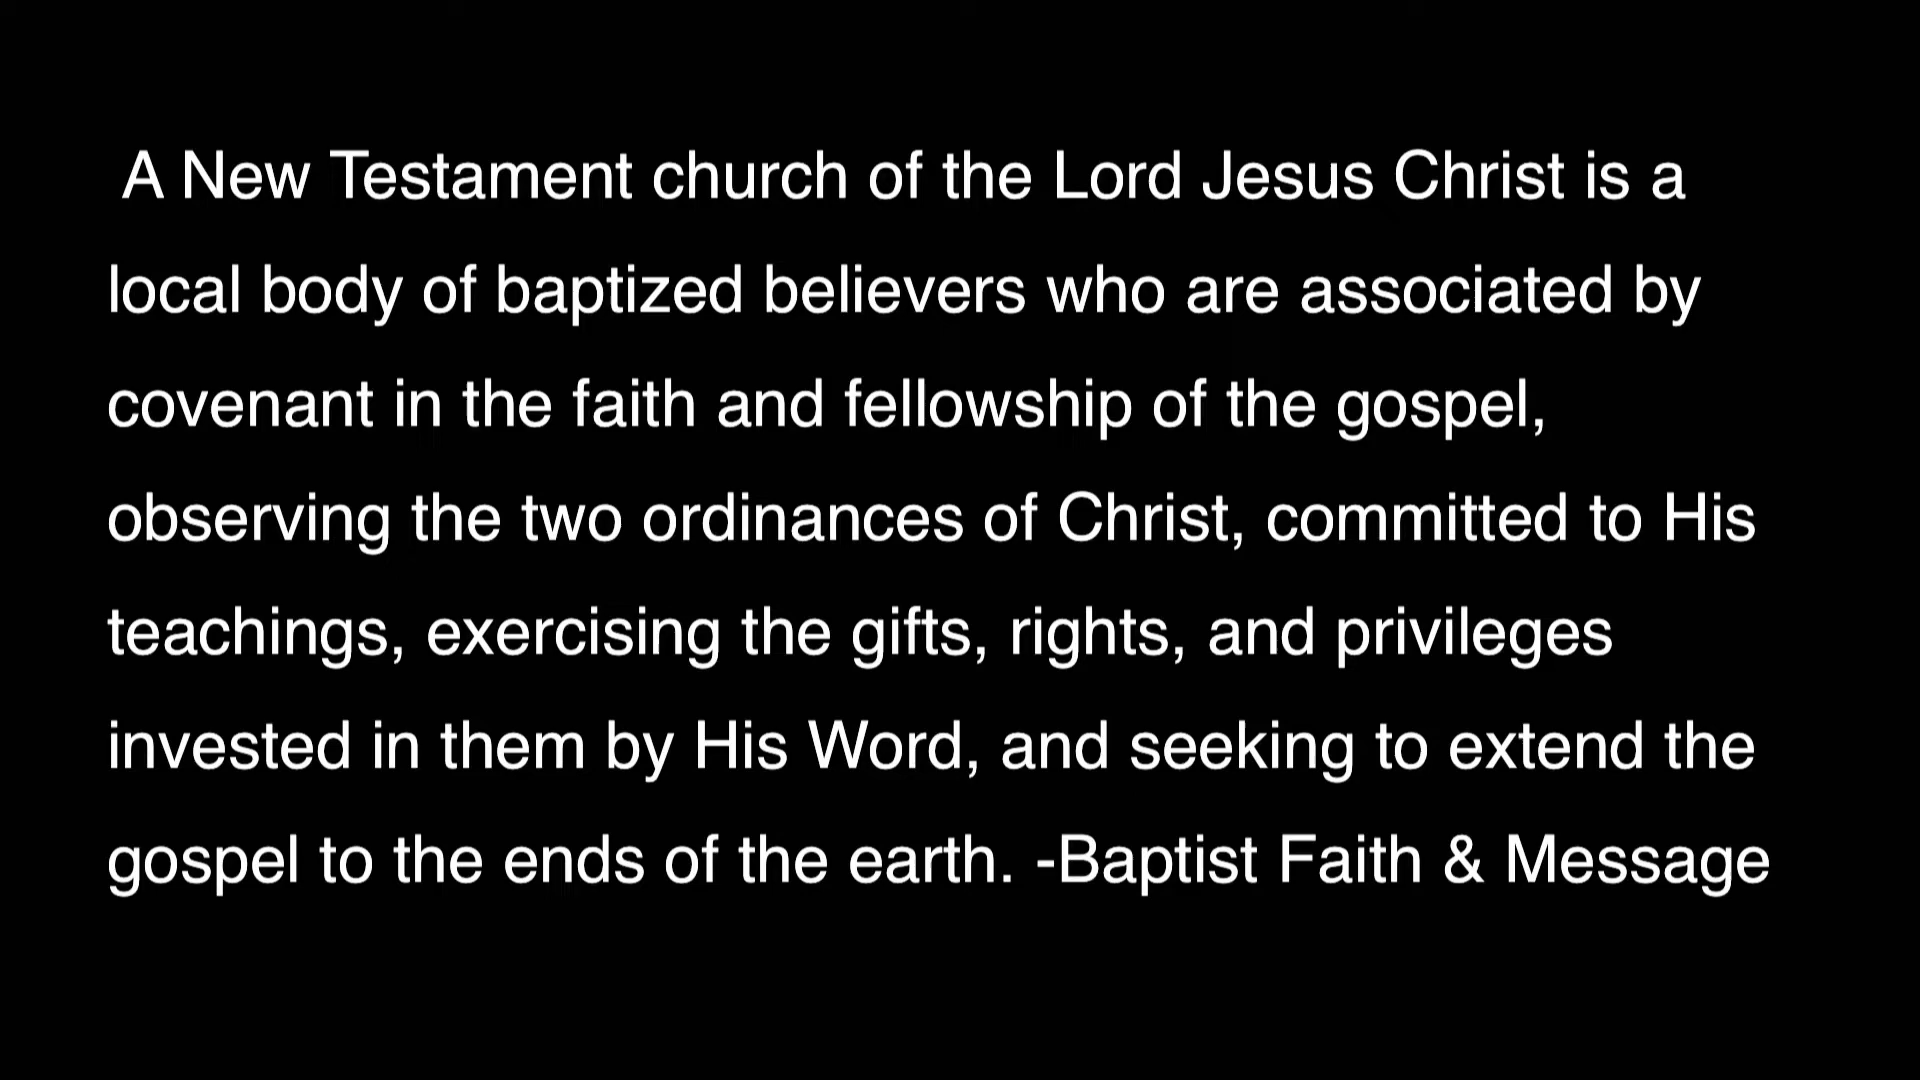 A New Testament church of the Lord Jesus Christ is a
local body of baptized believers who are associated by
covenant in the faith and fellowship of the gospel,
observing the two ordinances of Christ, committed to His
teachings, exercising the gifts, rights, and privileges
invested in them by His Word, and seeking to extend the
gospel to the ends of the earth. -Baptist Faith & Message